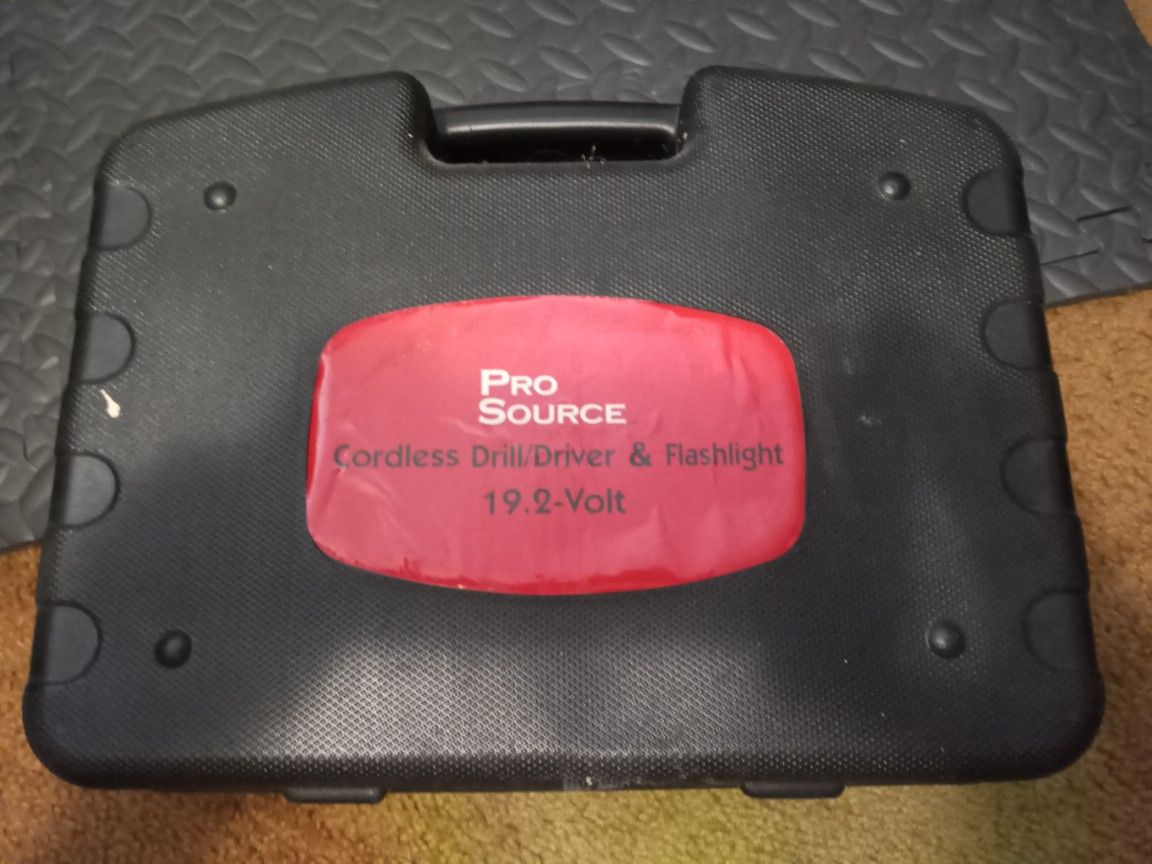 PRO
SOURCE
Cordless Drill/Driver & Flashlight
19.2-Volt